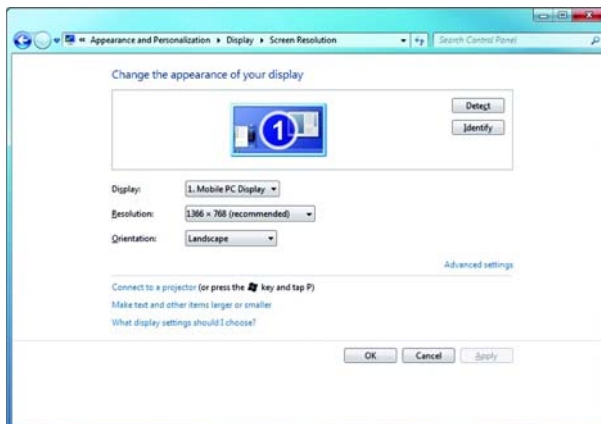 « Appearance and Personalization ▸ Display ▸ Screen Resolution
Search Control Panel
Change the appearance of your display
1
Detect
Identify
Display: 1. Mobile PC Display
Resolution: 1366 × 768 (recommended)
Orientation: Landscape
Advanced settings
Connect to a projector (or press the key and tap P)
Make text and other items larger or smaller
What display settings should I choose?
OK Cancel Apply